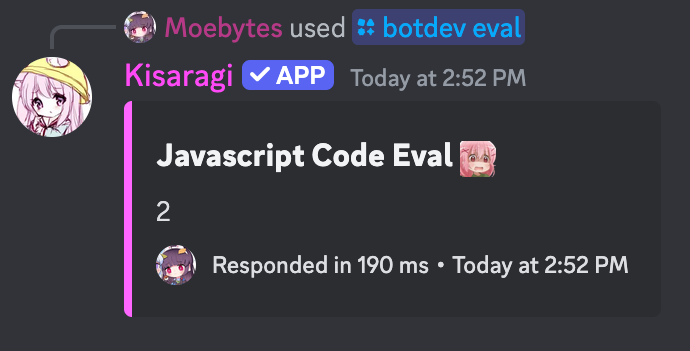 Moebytes used botdev eval
Kisaragi APP Today at 2:52 PM
Javascript Code Eval
2
Responded in 190 ms • Today at 2:52 PM